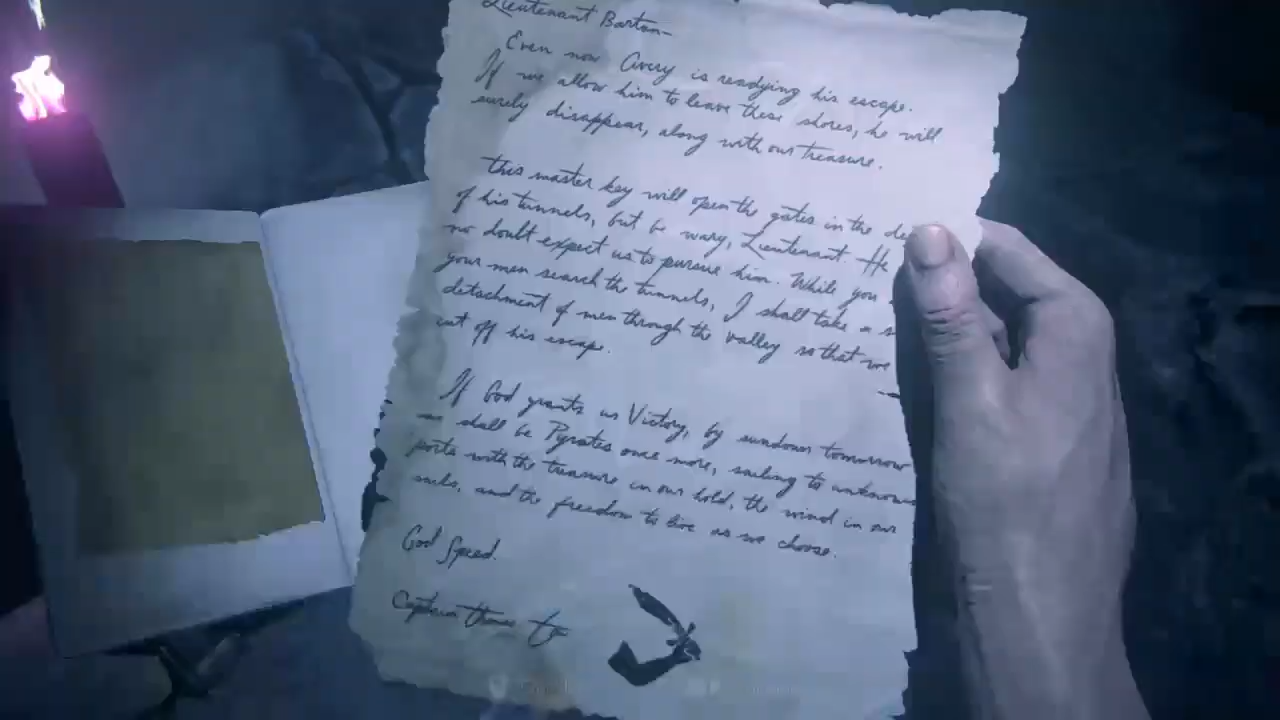 Lieutenant Barton-
Even now Avery is readying his escape.
If we allow him to leave these shores, he will
surely disappear, along with our treasure.
This master key will open the gates in the
of his tunnels, but be wary, Lieutenant. He
no doubt expect us to pursue him. While you
your men search the tunnels, I shall take a
detachment of men through the valley so that we
cut off his escape.
If God grants us Victory, by sundown tomorrow
we shall be Pyrates once more, sailing to unknown
ports with the treasure in our hold, the wind in our
sails, and the freedom to live as we choose.
God Speed.
Captain Thomas Tew